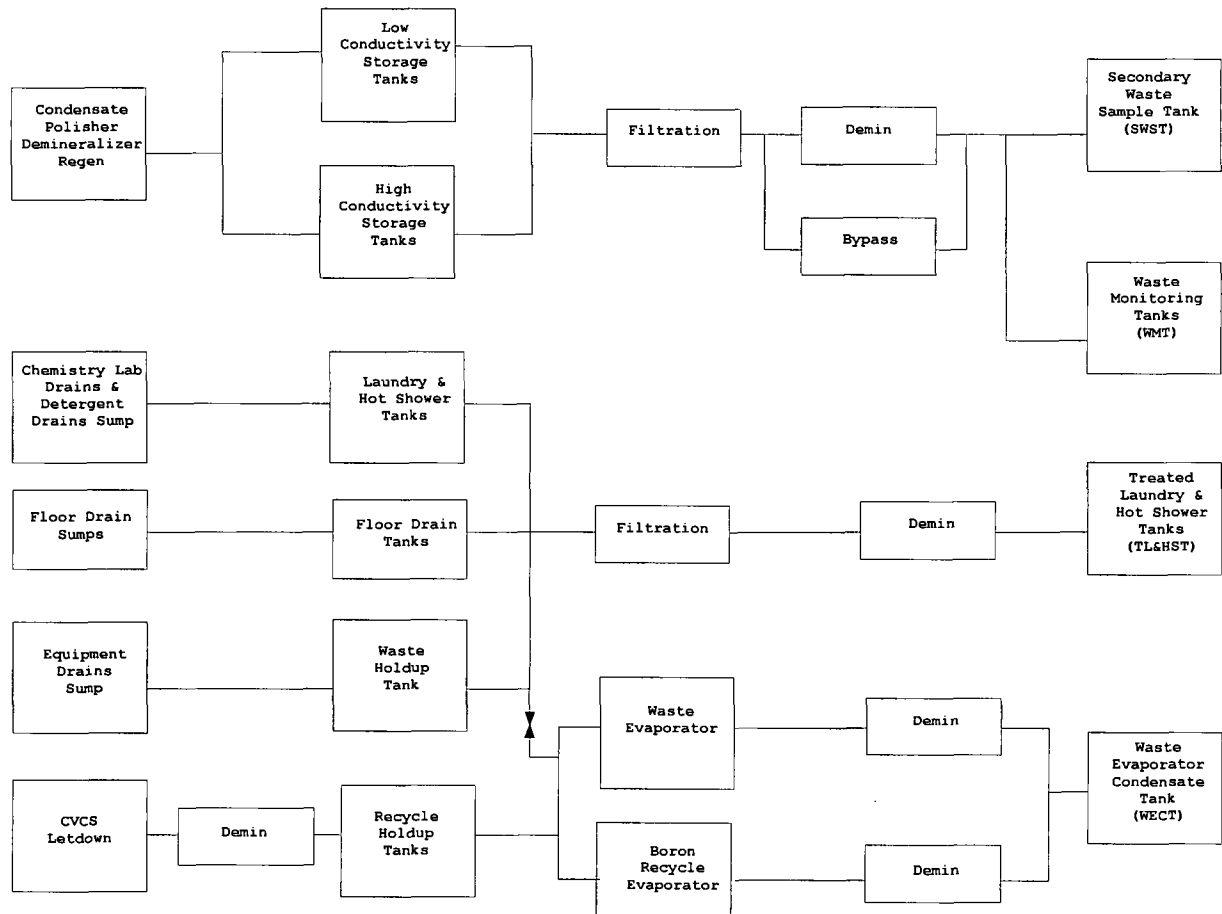 Condensate
Polisher
Demineralizer
Regen
Low
Conductivity
Storage
Tanks
High
Conductivity
Storage
Tanks
Filtration
Demin
Bypass
Secondary
Waste
Sample Tank
(SWST)
Waste
Monitoring
Tanks
(WMT)
Chemistry Lab
Drains &
Detergent
Drains Sump
Laundry &
Hot Shower
Tanks
Floor Drain
Sumps
Floor Drain
Tanks
Filtration
Demin
Treated
Laundry &
Hot Shower
Tanks
(TL&HST)
Equipment
Drains
Sump
Waste
Holdup
Tank
Waste
Evaporator
Demin
CVCS
Letdown
Demin
Recycle
Holdup
Tanks
Boron
Recycle
Evaporator
Demin
Waste
Evaporator
Condensate
Tank
(WECT)